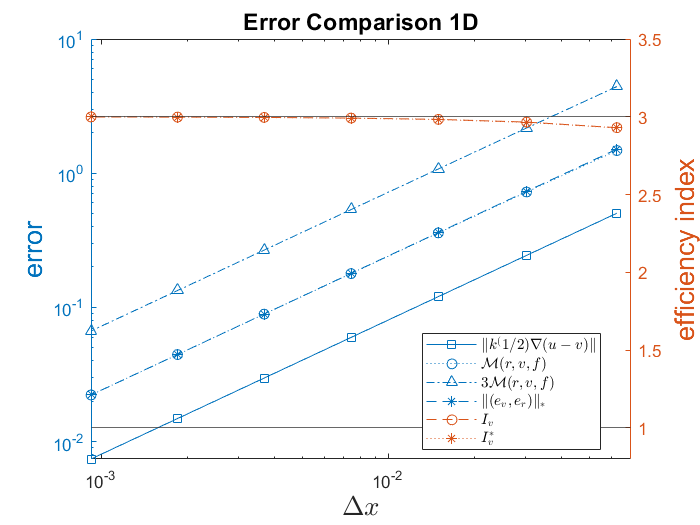 Error Comparison 1D
10^1
10^0
10^-1
10^-2
error
3.5
3
2.5
2
1.5
1
efficiency index
10^-3
10^-2
Δx
‖k^(1/2)∇(u − v)‖
ℳ(r, v, f)
3ℳ(r, v, f)
‖(e_v, e_r)‖_*
I_v
I_v^*